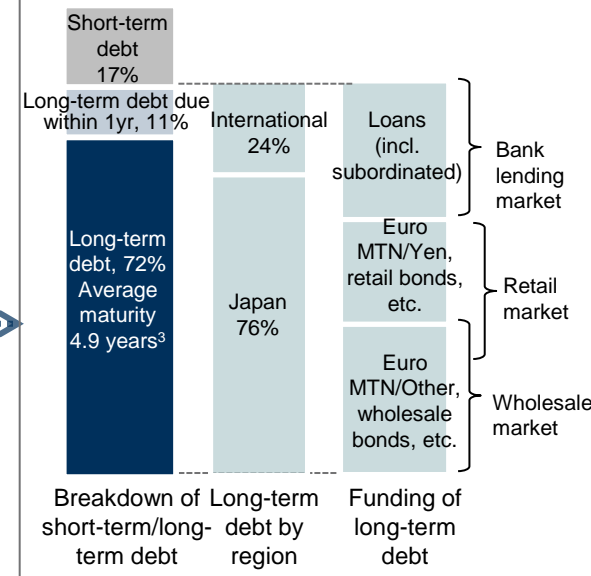 Short-term
debt
17%
Long-term debt due
within 1yr, 11%
Long-term
debt, 72%
Average
maturity
4.9 years³
International
24%
Japan
76%
Loans
(incl.
subordinated)
Euro
MTN/Yen,
retail bonds,
etc.
Euro
MTN/Other,
wholesale
bonds, etc.
Bank
lending
market
Retail
market
Wholesale
market
Breakdown of
short-term/long-
term debt
Long-term
debt by
region
Funding of
long-term
debt